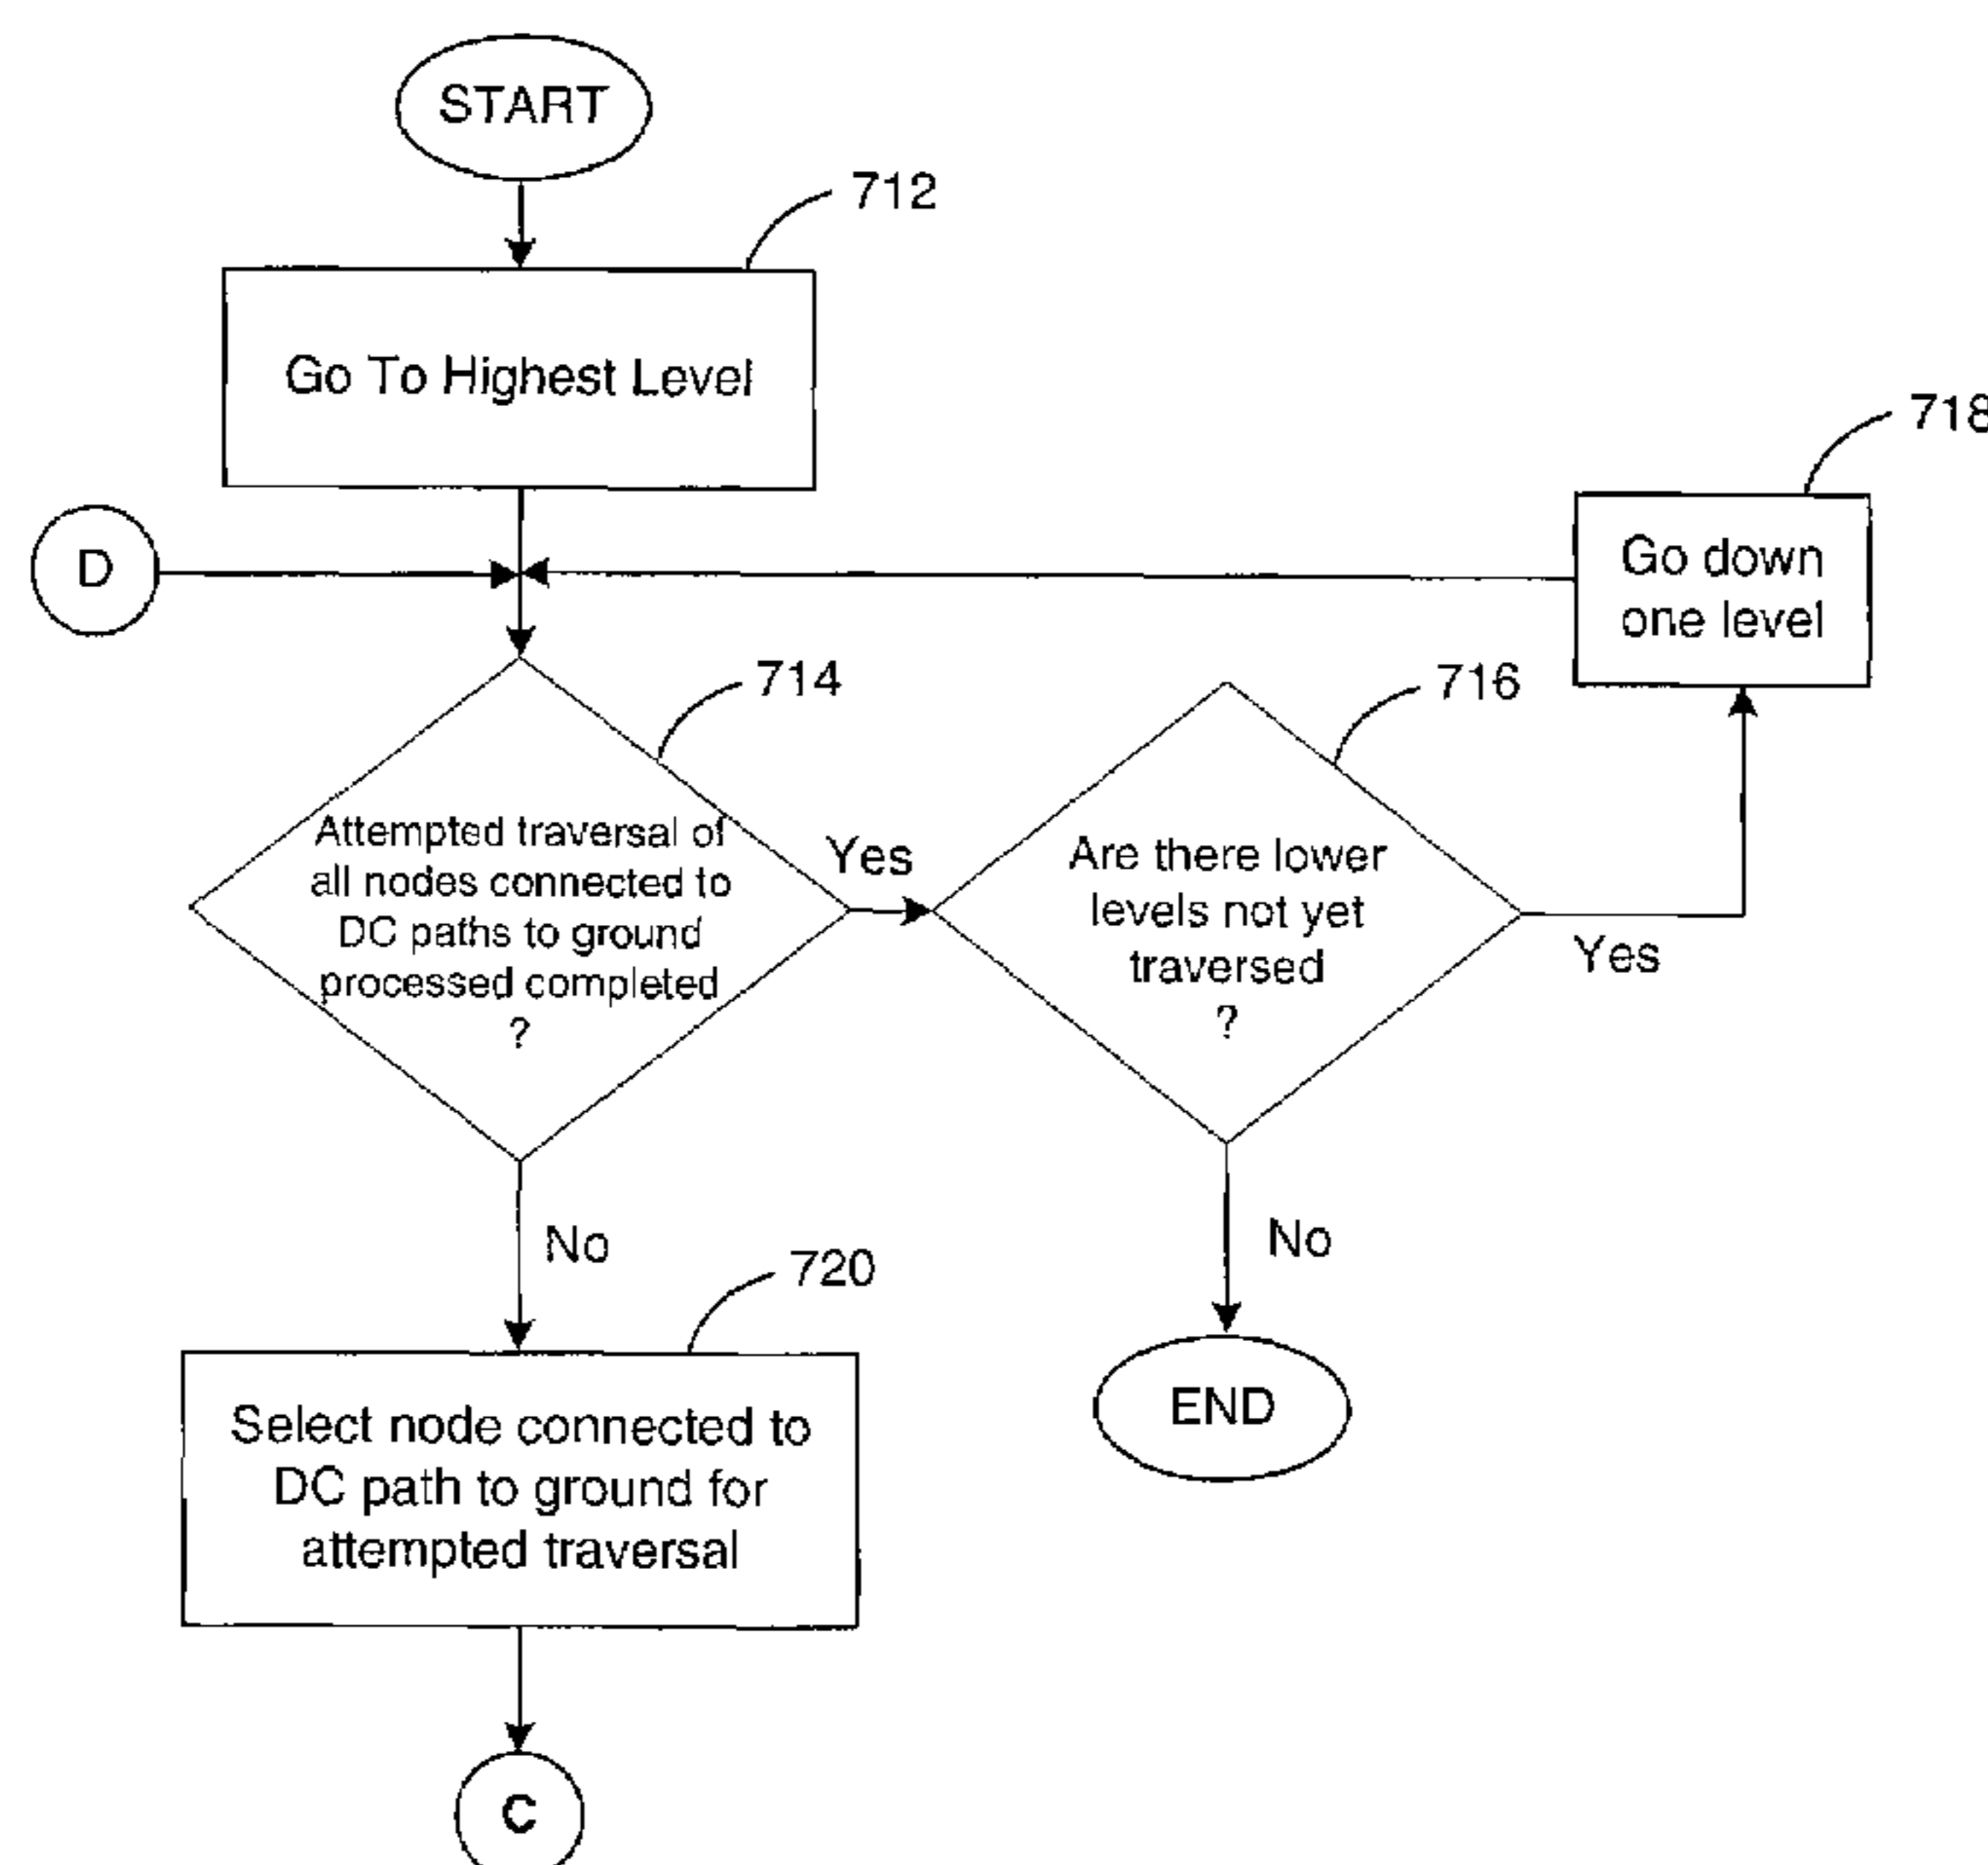 START
712
Go To Highest Level
718
Go down
one level
D
714
716
Attempted traversal of
all nodes connected to
DC paths to ground
processed completed
?
Yes
Are there lower
levels not yet
traversed
?
Yes
No
No
720
Select node connected to
DC path to ground for
attempted traversal
END
C